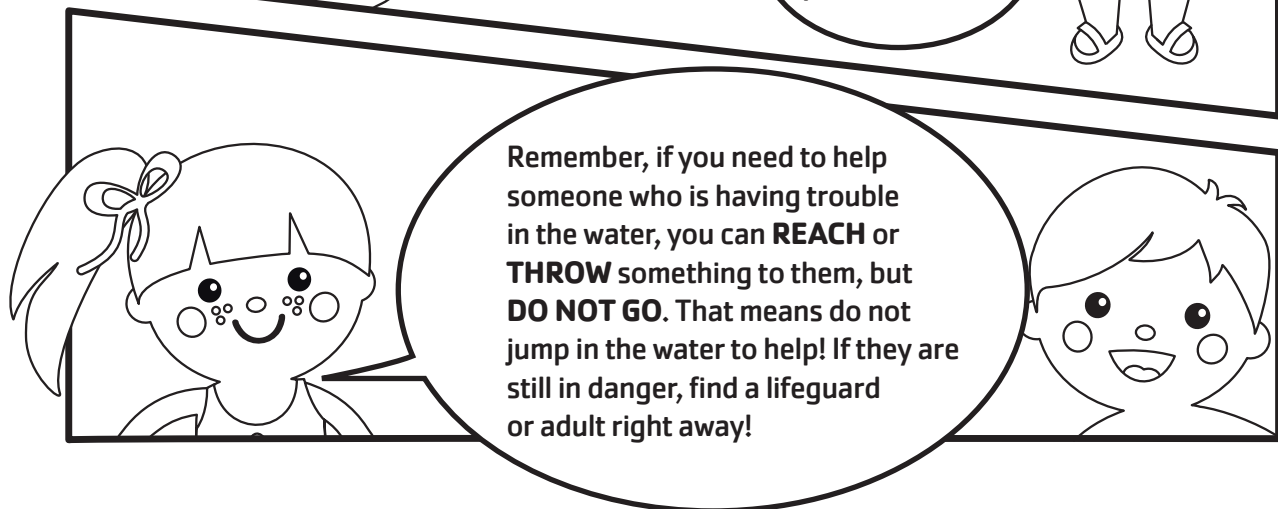 Remember, if you need to help
someone who is having trouble
in the water, you can REACH or
THROW something to them, but
DO NOT GO. That means do not
jump in the water to help! If they are
still in danger, find a lifeguard
or adult right away!